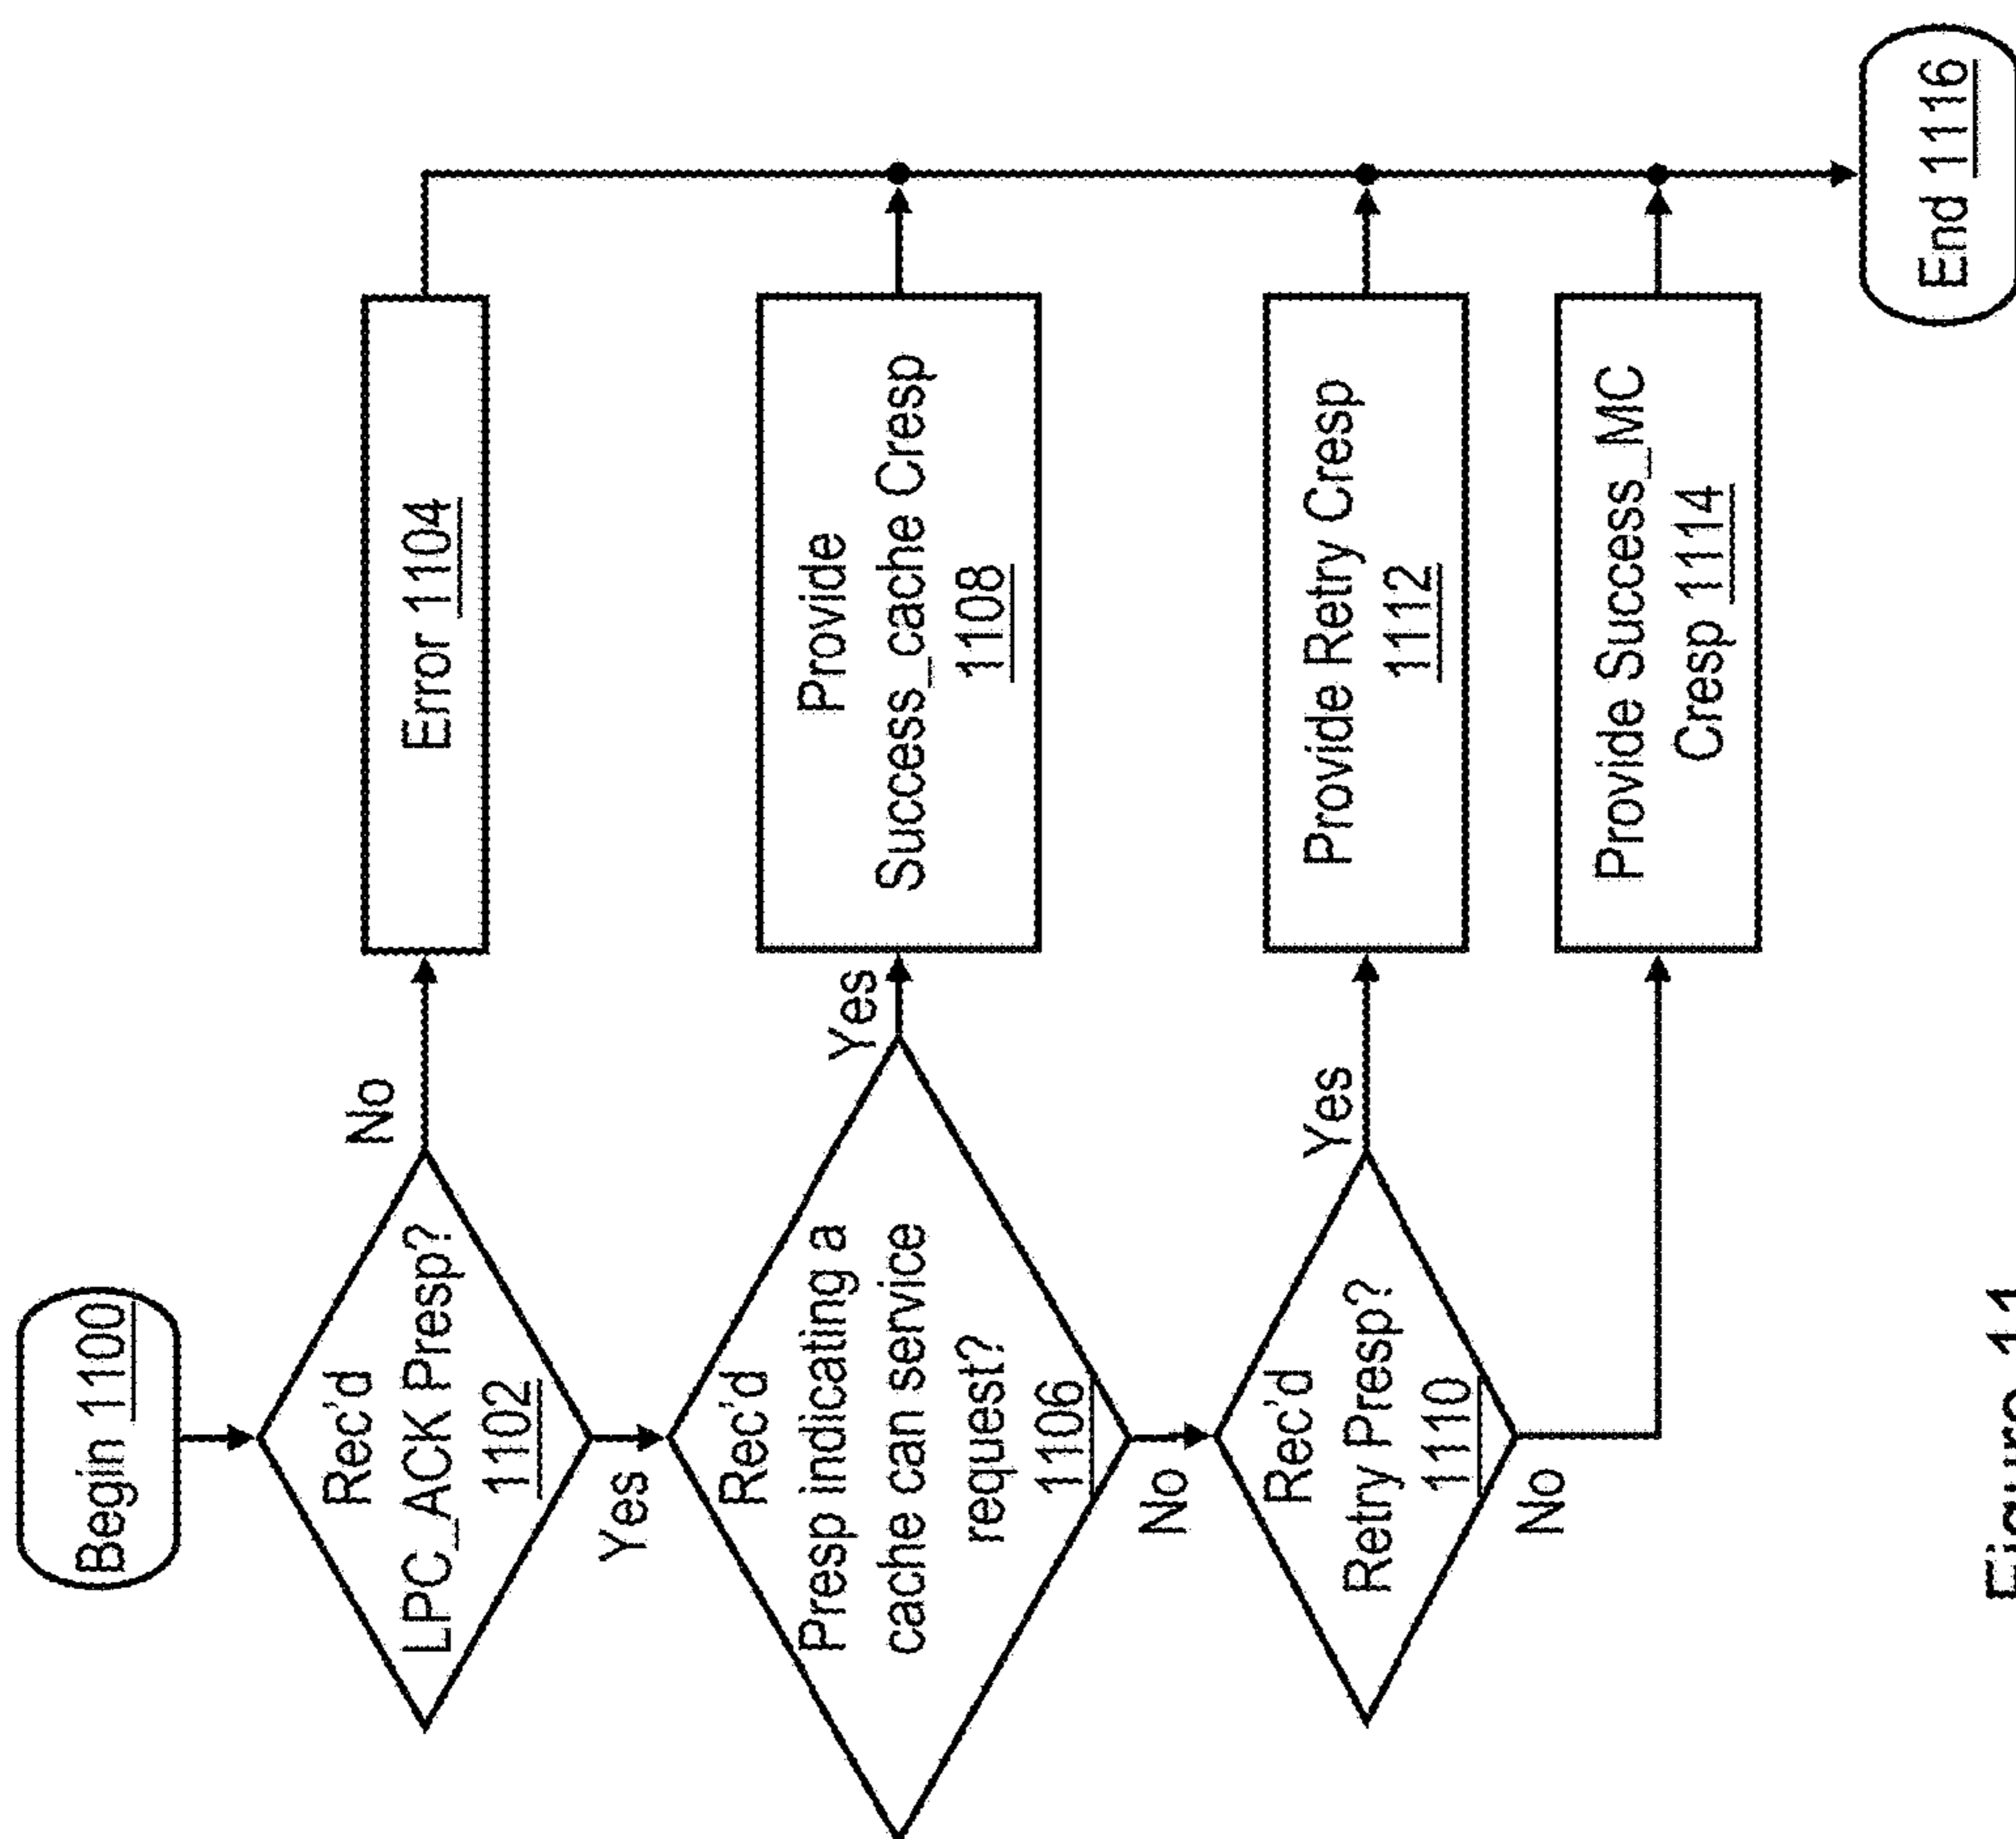 Begin 1100
Rec'd
LPC_ACK Presp?
1102
No
Error 1104
Yes
Rec'd
Presp indicating a
cache can service
request?
1106
Yes
Provide
Success_cache Cresp
1108
No
Rec'd
Retry Presp?
1110
Yes
Provide Retry Cresp
1112
No
Provide Success_MC
Cresp 1114
End 1116
Figure 11